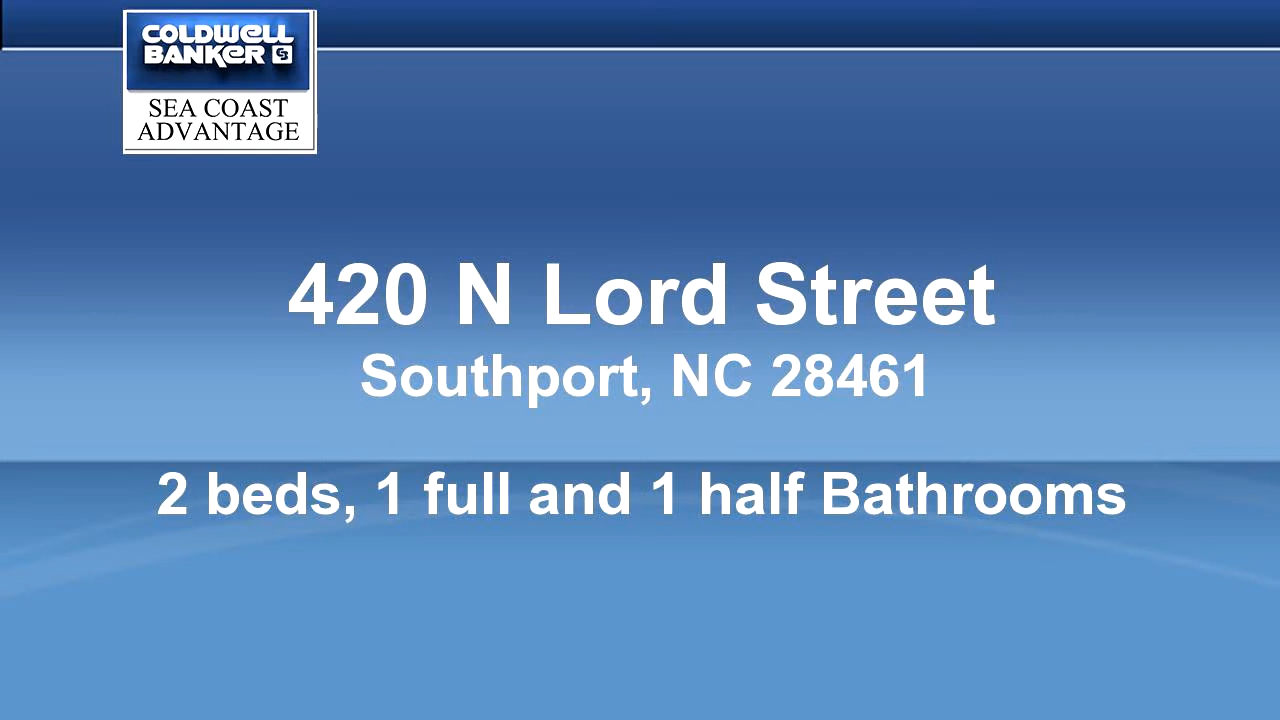 COLDWELL
BANKER CB
SEA COAST
ADVANTAGE
420 N Lord Street
Southport, NC 28461
2 beds, 1 full and 1 half Bathrooms